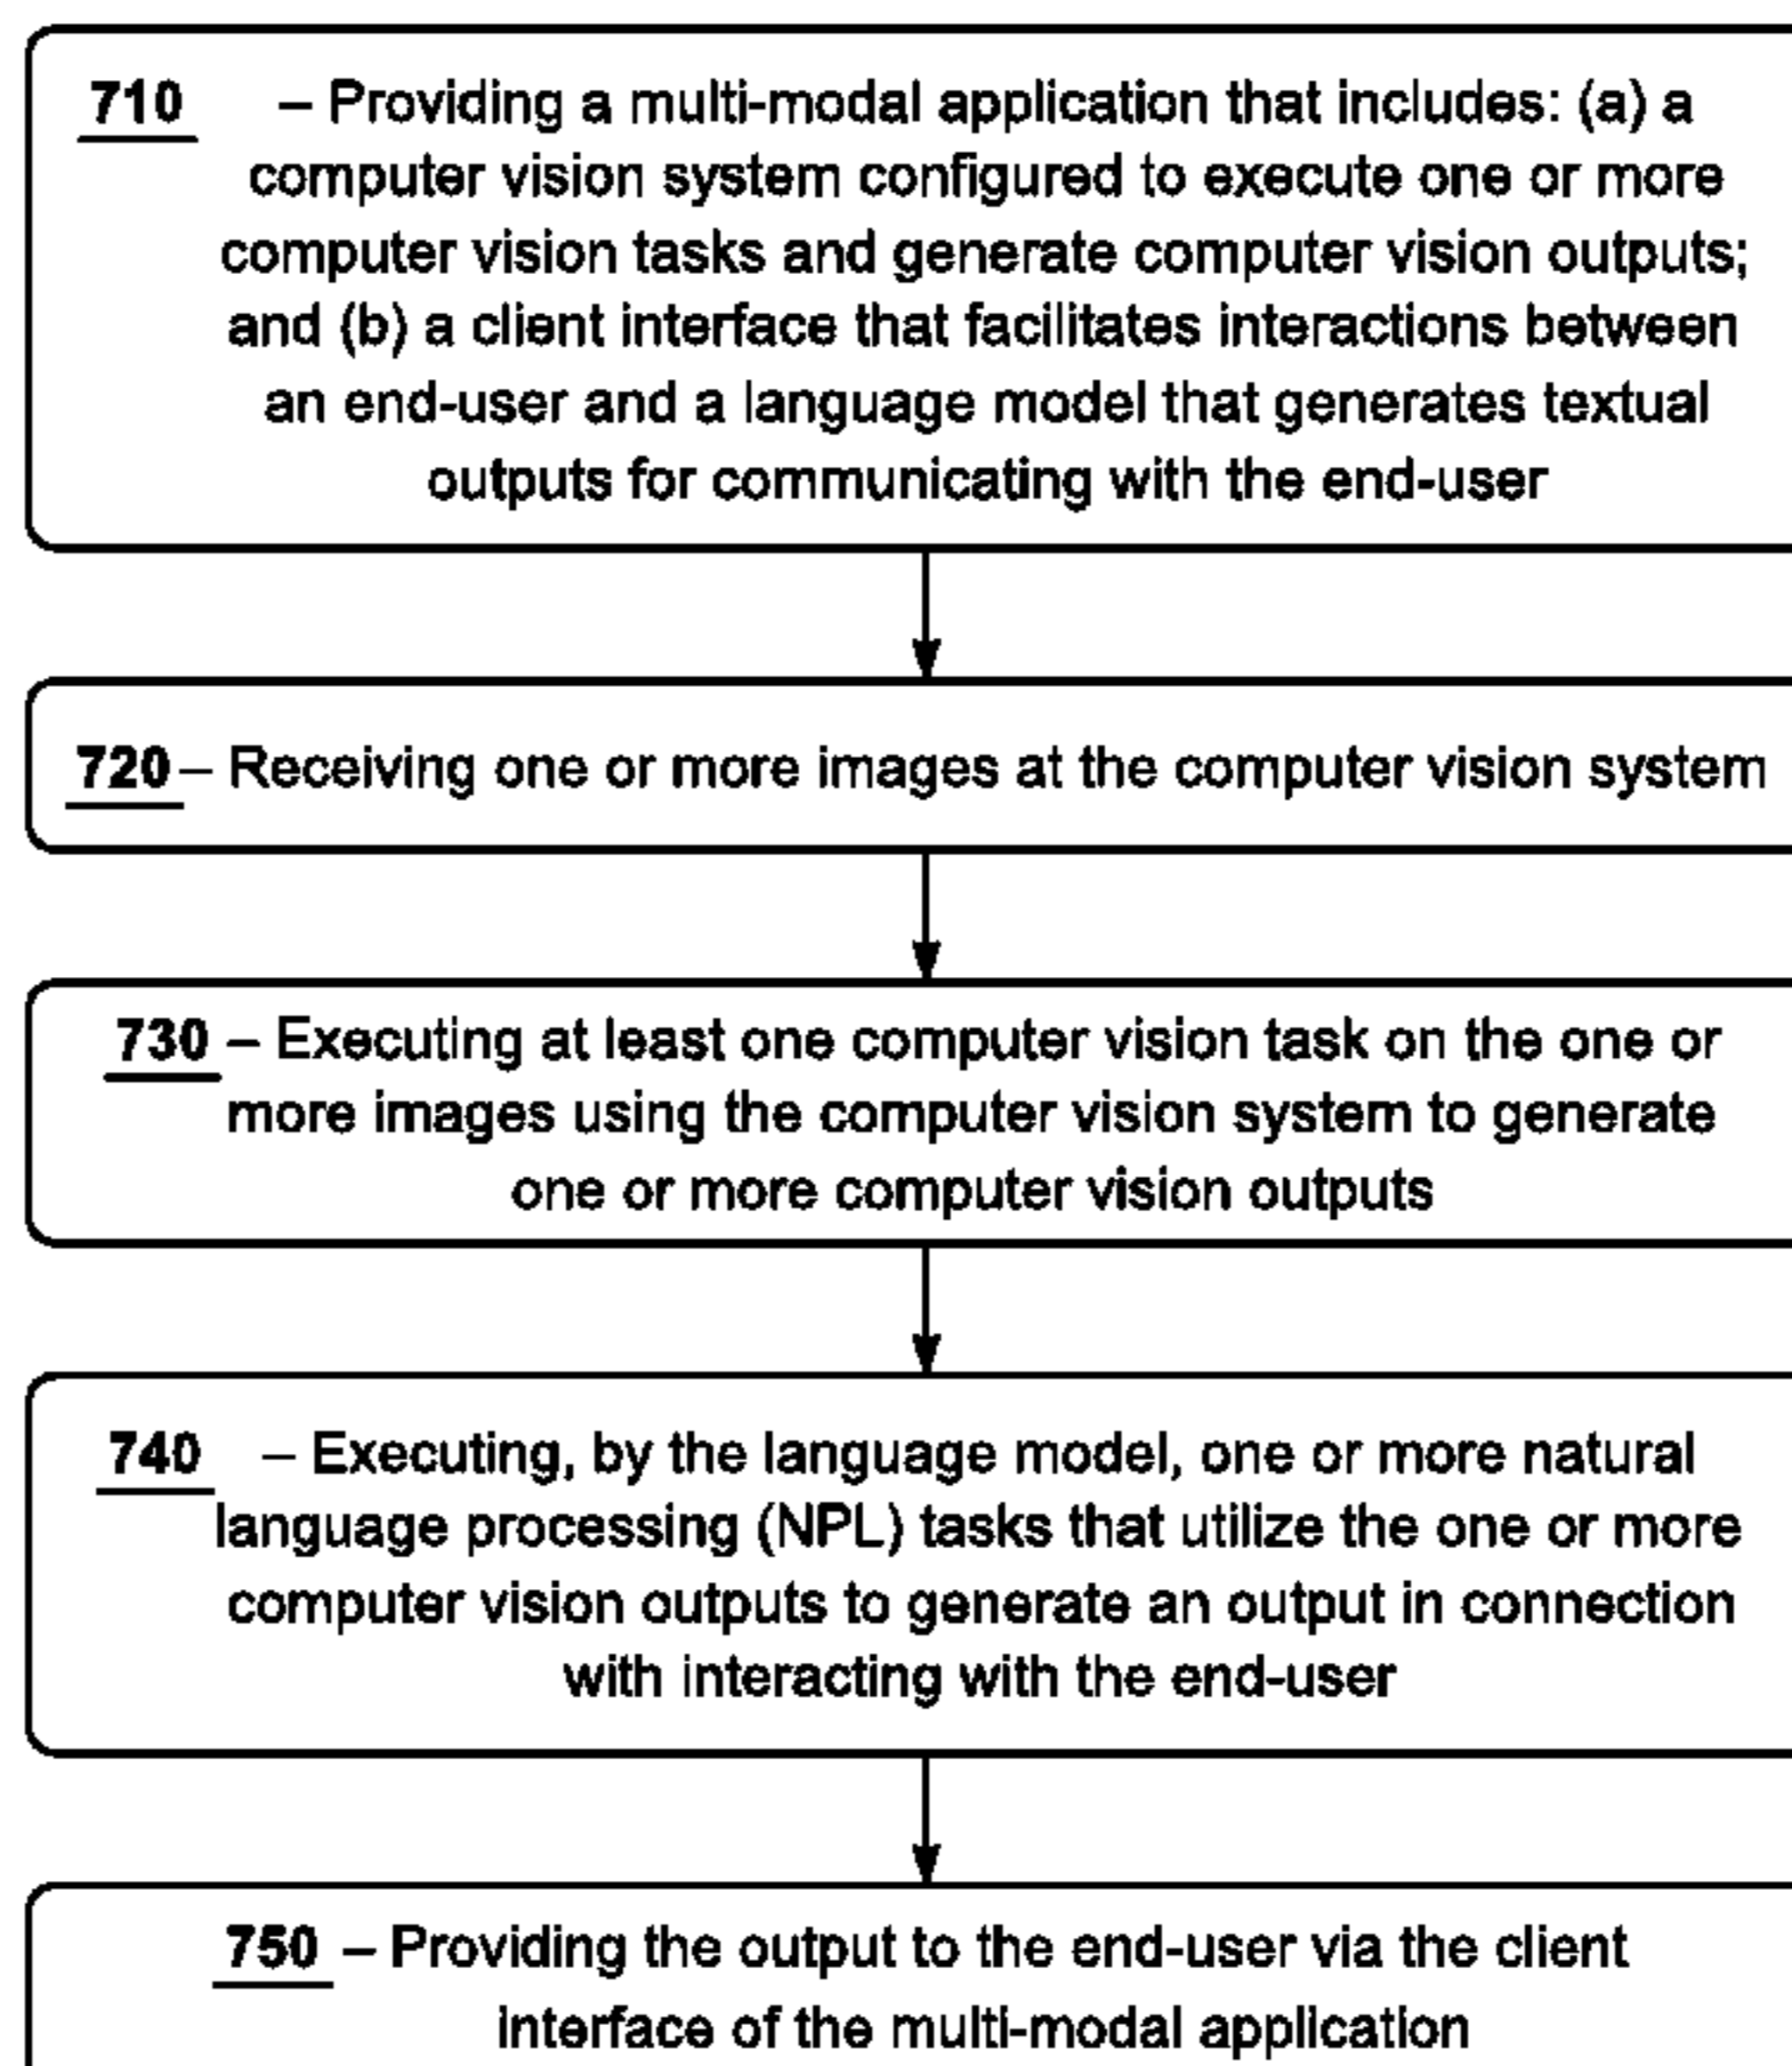 710 – Providing a multi-modal application that includes: (a) a
computer vision system configured to execute one or more
computer vision tasks and generate computer vision outputs;
and (b) a client interface that facilitates interactions between
an end-user and a language model that generates textual
outputs for communicating with the end-user
720 – Receiving one or more images at the computer vision system
730 – Executing at least one computer vision task on the one or
more images using the computer vision system to generate
one or more computer vision outputs
740 – Executing, by the language model, one or more natural
language processing (NPL) tasks that utilize the one or more
computer vision outputs to generate an output in connection
with interacting with the end-user
750 – Providing the output to the end-user via the client
interface of the multi-modal application